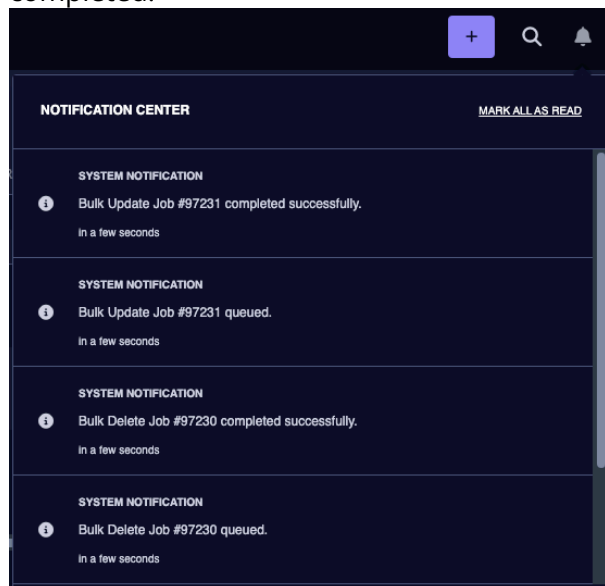 completed.
+
NOTIFICATION CENTER
MARK ALL AS READ
SYSTEM NOTIFICATION
Bulk Update Job #97231 completed successfully.
in a few seconds
SYSTEM NOTIFICATION
Bulk Update Job #97231 queued.
in a few seconds
SYSTEM NOTIFICATION
Bulk Delete Job #97230 completed successfully.
in a few seconds
SYSTEM NOTIFICATION
Bulk Delete Job #97230 queued.
in a few seconds